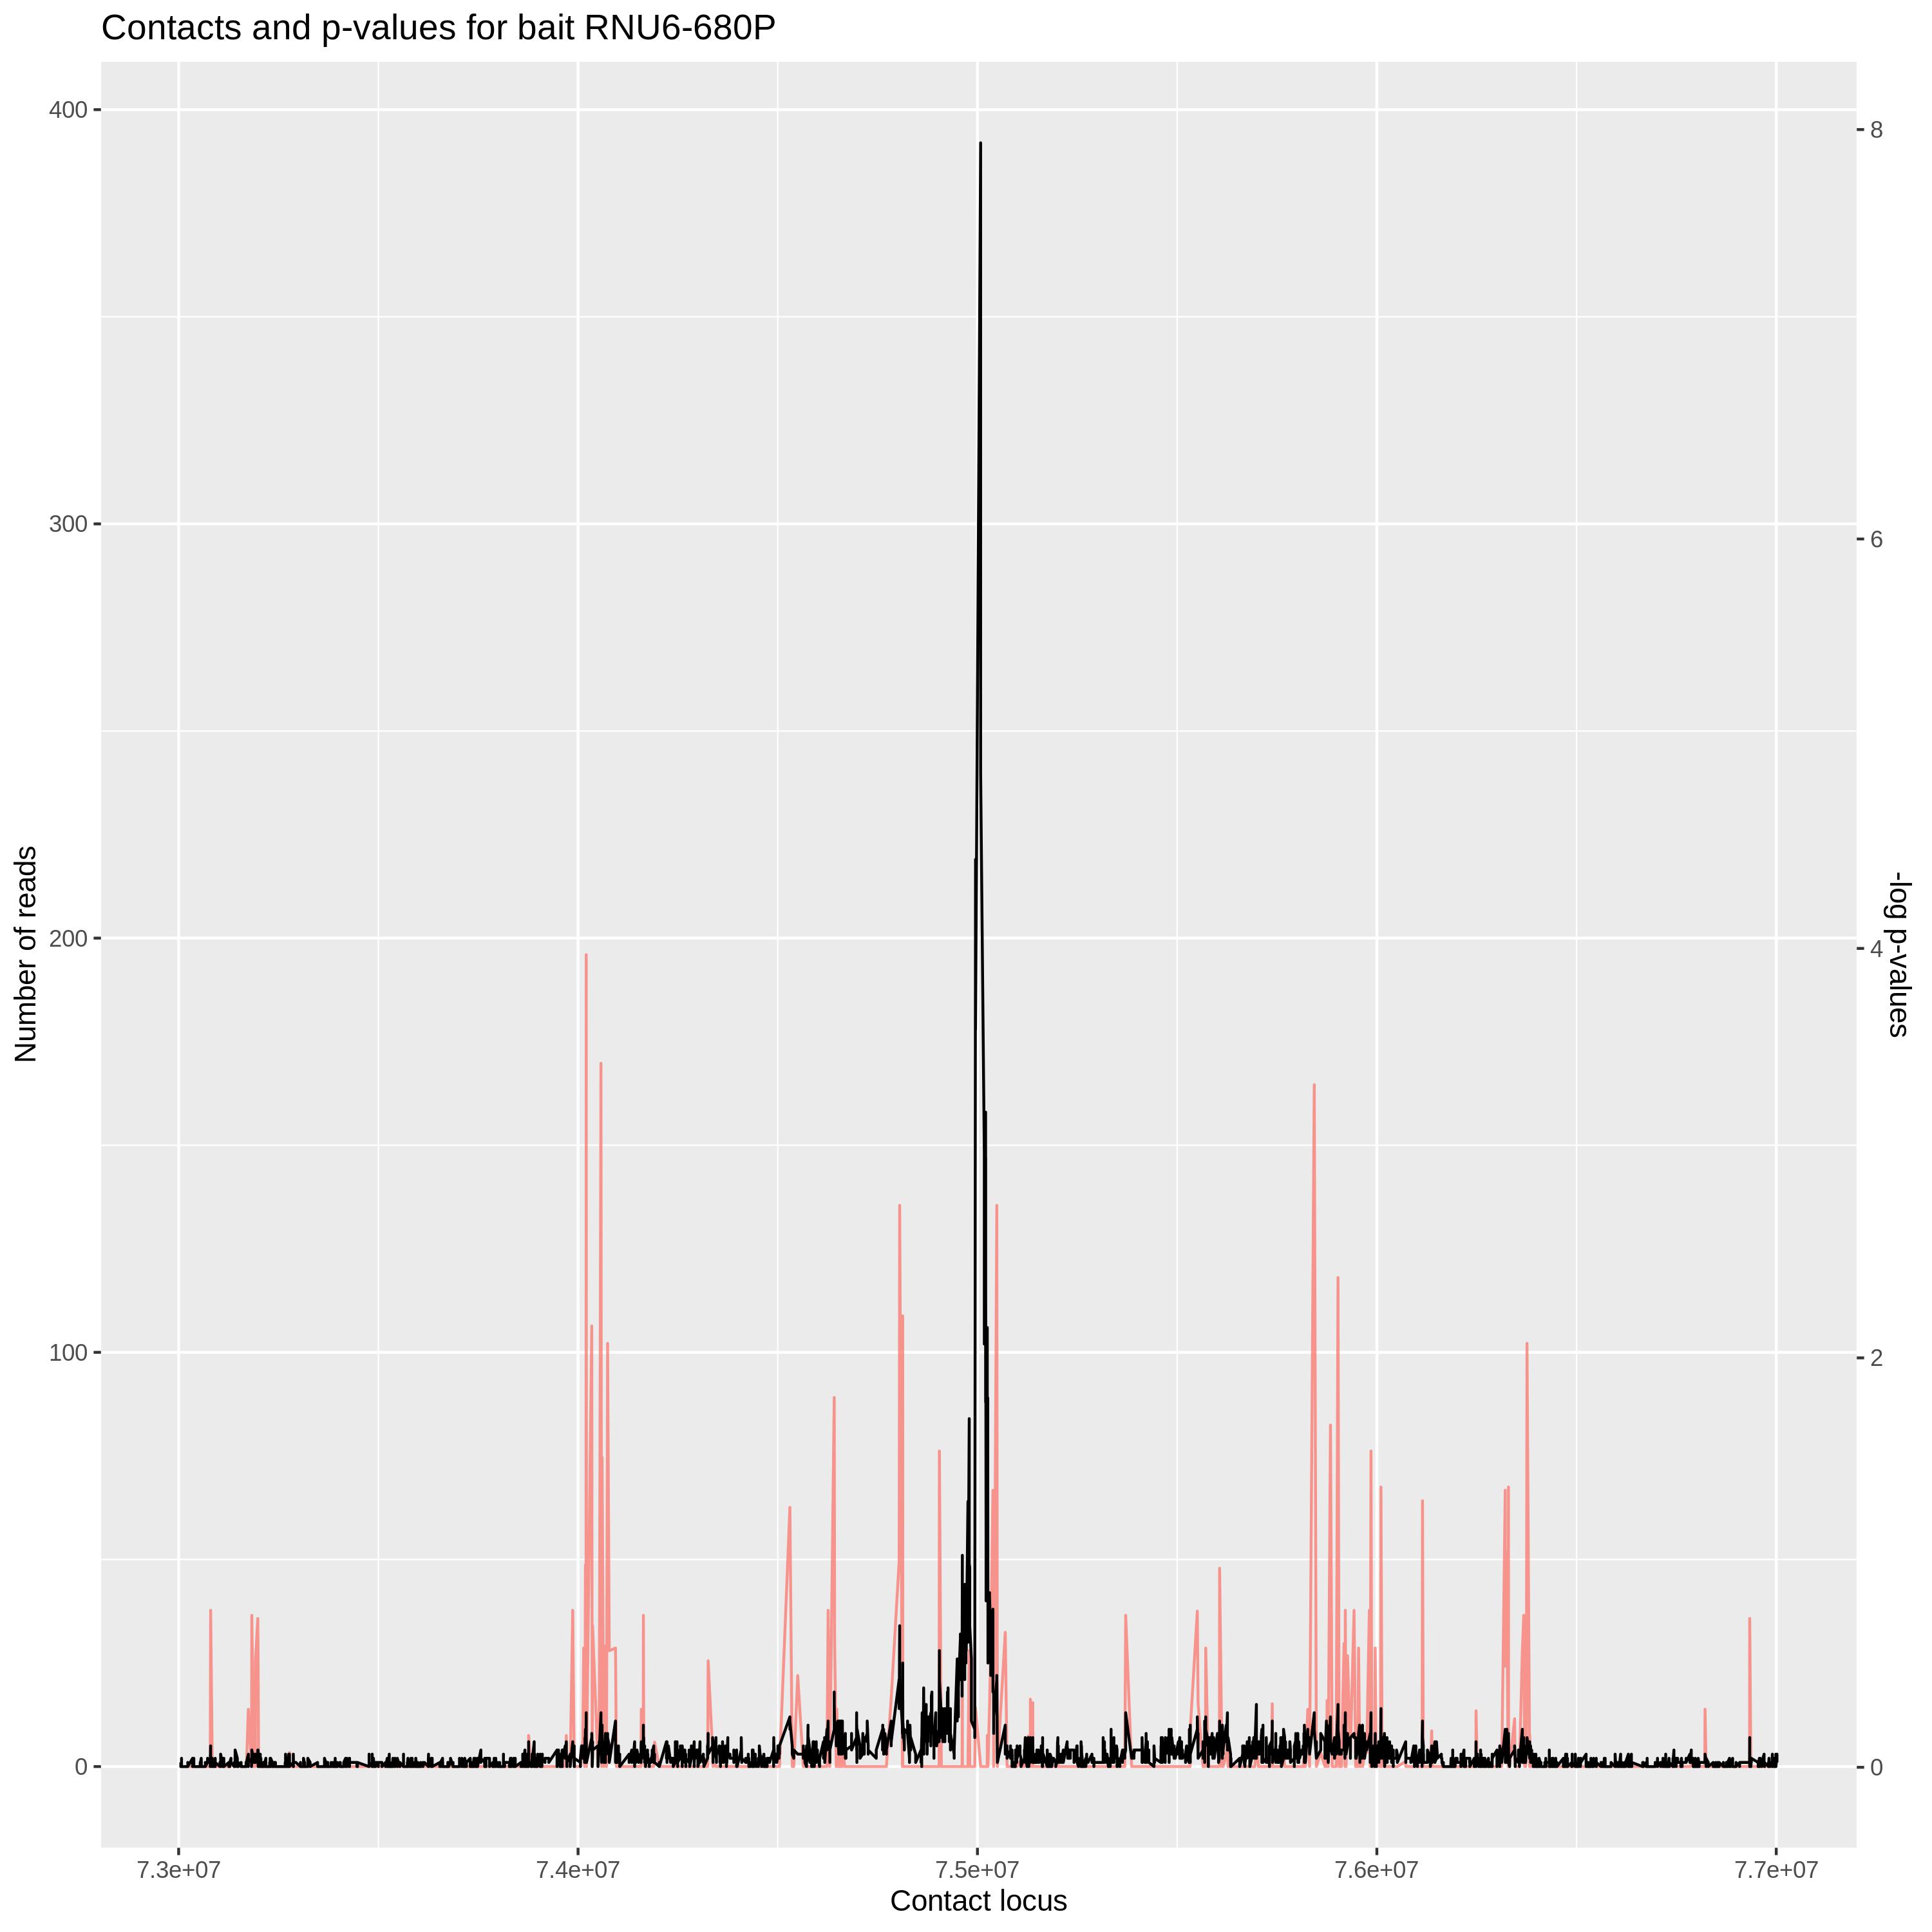 Contacts and p-values for bait RNU6-680P
400
300
200
100
0
Number of reads
8
6
4
2
0
-log p-values
7.3e+07
7.4e+07
7.5e+07
7.6e+07
7.7e+07
Contact locus